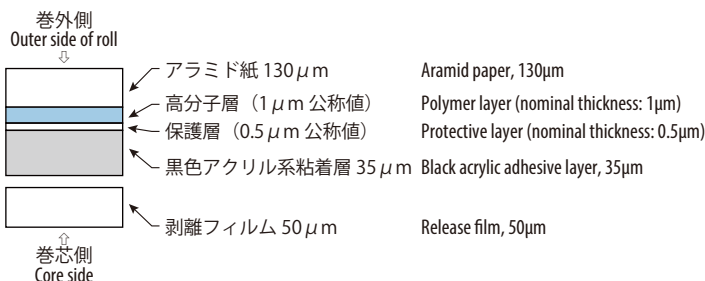 巻外側
Outer side of roll
⇩
アラミド紙 130μm Aramid paper, 130μm
高分子層（1μm 公称値） Polymer layer (nominal thickness: 1μm)
保護層（0.5μm 公称値） Protective layer (nominal thickness: 0.5μm)
黒色アクリル系粘着層 35μm Black acrylic adhesive layer, 35μm
剥離フィルム 50μm Release film, 50μm
⇧
巻芯側
Core side